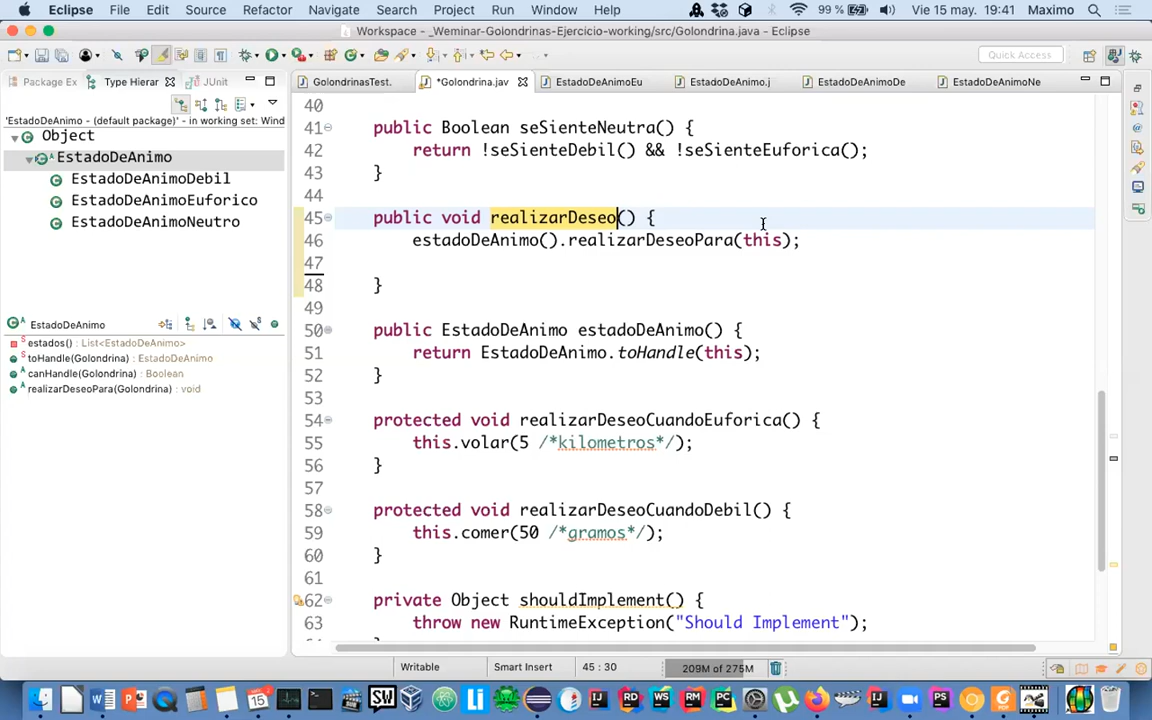 Eclipse File Edit Source Refactor Navigate Search Project Run Window Help 99 % Vie 15 may. 19:41 Maximo
Workspace - _Weminar-Golondrinas-Ejercicio-working/src/Golondrina.java - Eclipse
Quick Access
Package Ex Type Hierar JUnit
GolondrinasTest. *Golondrina.jav EstadoDeAnimoEu EstadoDeAnimo.j EstadoDeAnimoDe EstadoDeAnimoNe
'EstadoDeAnimo - (default package)' - in working set: Wind
Object
EstadoDeAnimo
EstadoDeAnimoDebil
EstadoDeAnimoEuforico
EstadoDeAnimoNeutro
EstadoDeAnimo
estados() : List<EstadoDeAnimo>
toHandle(Golondrina) : EstadoDeAnimo
canHandle(Golondrina) : Boolean
realizarDeseoPara(Golondrina) : void
40
41 public Boolean seSienteNeutra() {
42 return !seSienteDebil() && !seSienteEuforica();
43 }
44
45 public void realizarDeseo() {
46 estadoDeAnimo().realizarDeseoPara(this);
47
48 }
49
50 public EstadoDeAnimo estadoDeAnimo() {
51 return EstadoDeAnimo.toHandle(this);
52 }
53
54 protected void realizarDeseoCuandoEuforica() {
55 this.volar(5 /*kilometros*/);
56 }
57
58 protected void realizarDeseoCuandoDebil() {
59 this.comer(50 /*gramos*/);
60 }
61
62 private Object shouldImplement() {
63 throw new RuntimeException("Should Implement");
Writable Smart Insert 45 : 30 209M of 275M